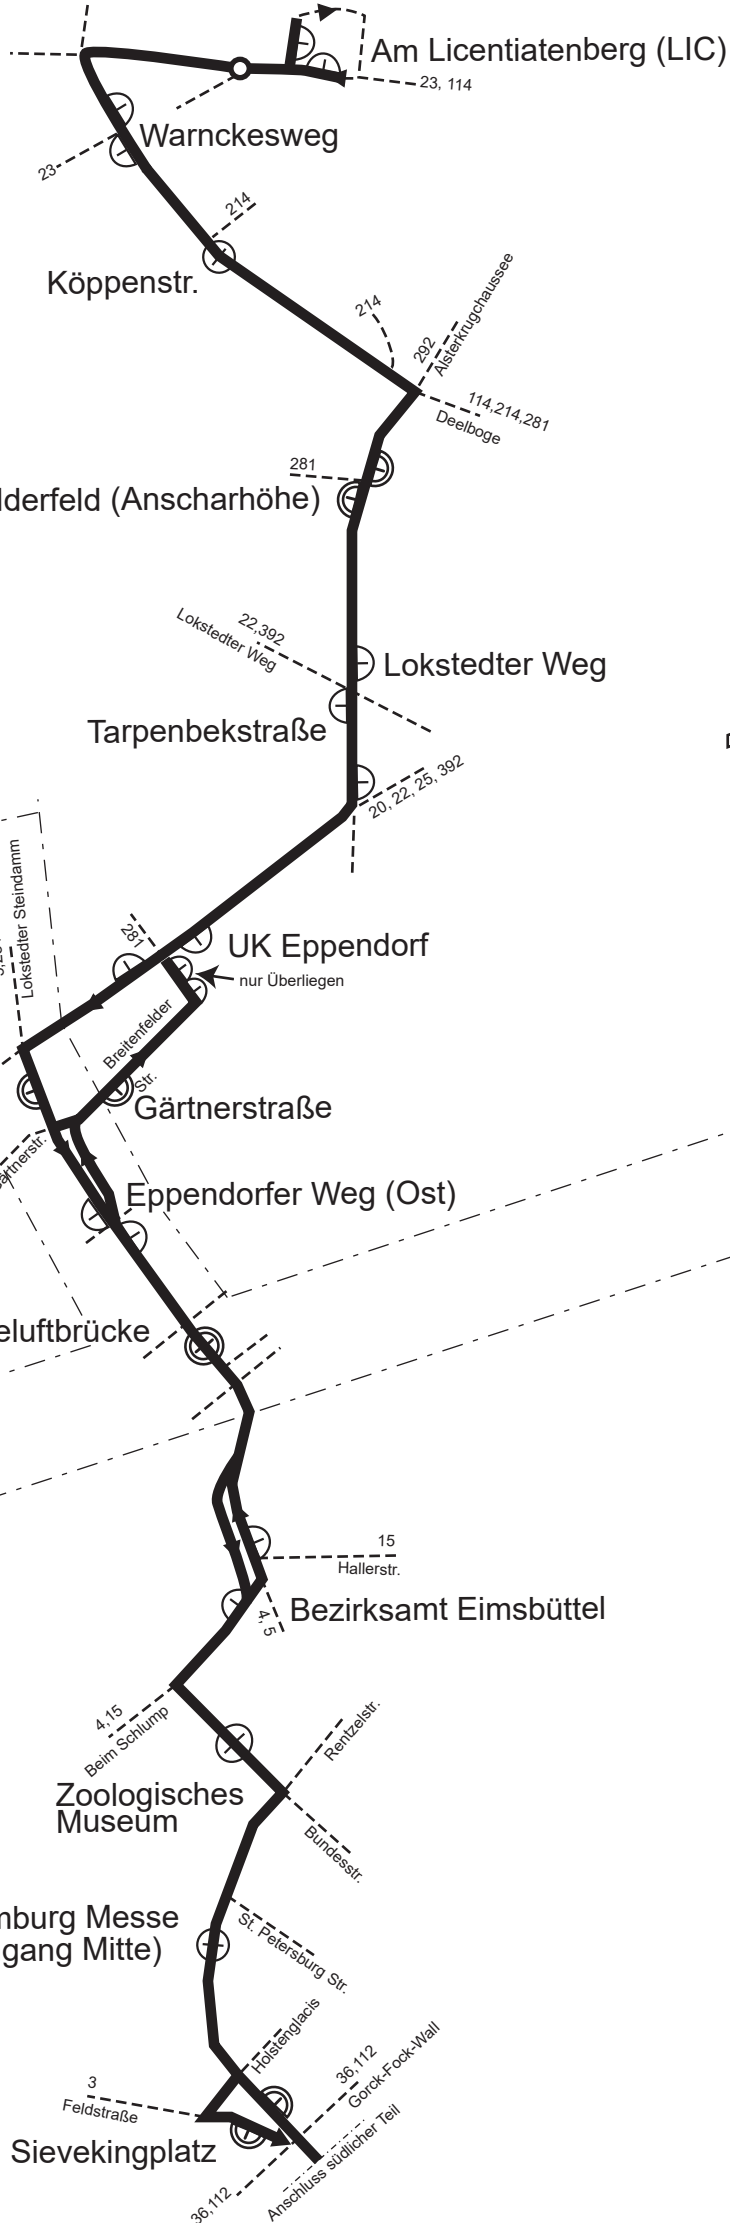 Am Licentiatenberg (LIC)
23, 114
Warnckesweg
23
214
Köppenstr.
214
292
Alsterkrugchaussee
114,214,281
Deelboge
281
lderfeld (Anscharhöhe)
22,392
Lokstedter Weg
Lokstedter Weg
Tarpenbekstraße
20, 22, 25, 392
Lokstedter Steindamm
281
UK Eppendorf
nur Überliegen
Breitenfelder
Str.
Gärtnerstraße
ärtnerstr.
Eppendorfer Weg (Ost)
eluftbrücke
15
Hallerstr.
4, 5
Bezirksamt Eimsbüttel
4,15
Beim Schlump
Rentzelstr.
Zoologisches
Museum
Bundesstr.
mburg Messe
gang Mitte)
St. Petersburg Str.
Holstenglacis
36,112
Gorck-Fock-Wall
3
Feldstraße
Sievekingplatz
Anschluss südlicher Teil
36,112